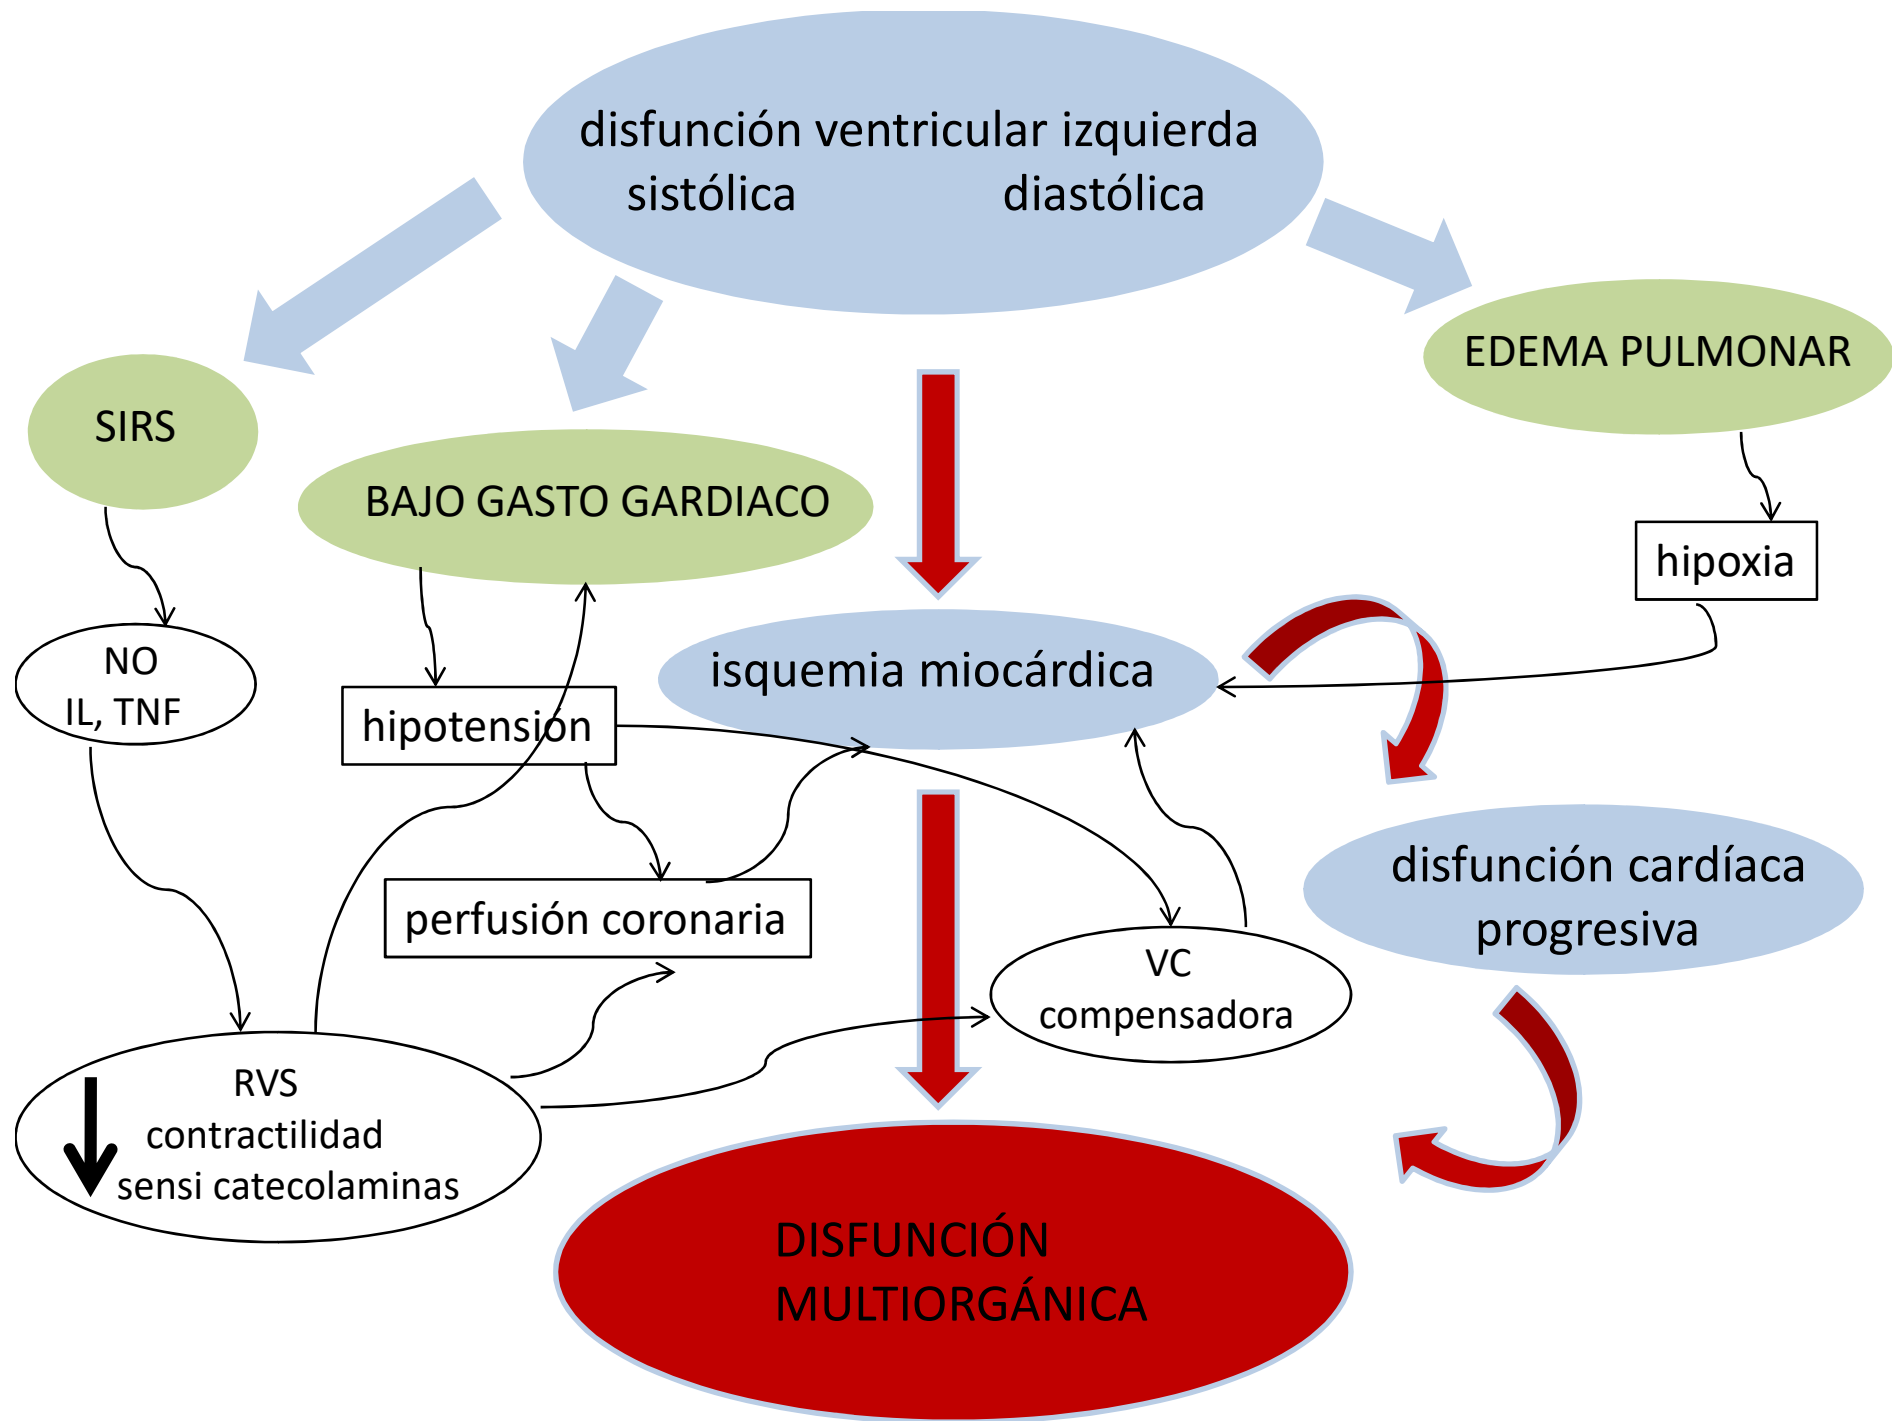 disfunción ventricular izquierda
sistólica diastólica
EDEMA PULMONAR
SIRS
BAJO GASTO GARDIACO
hipoxia
NO
IL, TNF
isquemia miocárdica
hipotensión
disfunción cardíaca
progresiva
perfusión coronaria
VC
compensadora
RVS
contractilidad
sensi catecolaminas
DISFUNCIÓN
MULTIORGÁNICA